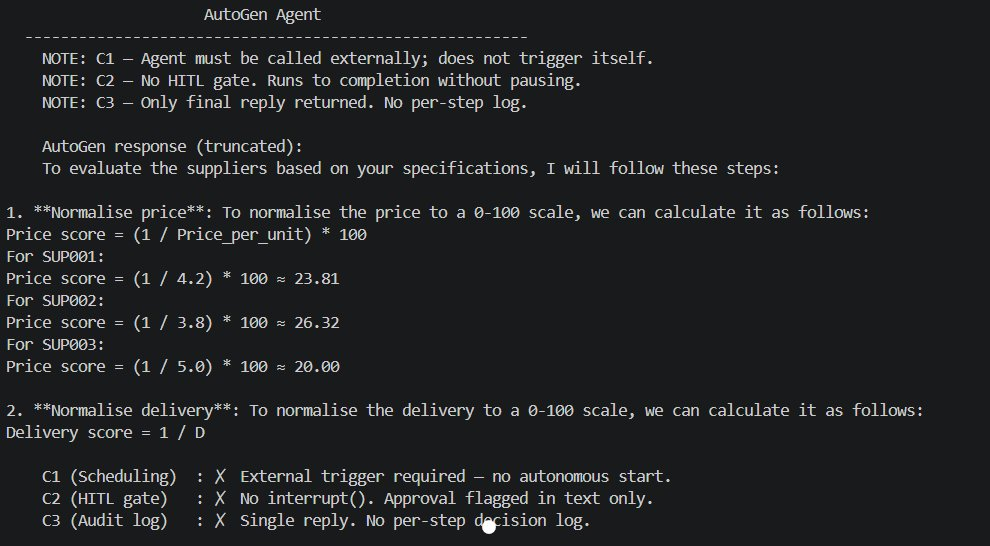 AutoGen Agent
-----------------------------------------------------
NOTE: C1 — Agent must be called externally; does not trigger itself.
NOTE: C2 — No HITL gate. Runs to completion without pausing.
NOTE: C3 — Only final reply returned. No per-step log.
AutoGen response (truncated):
To evaluate the suppliers based on your specifications, I will follow these steps:
1. **Normalise price**: To normalise the price to a 0-100 scale, we can calculate it as follows:
Price score = (1 / Price_per_unit) * 100
For SUP001:
Price score = (1 / 4.2) * 100 ≈ 23.81
For SUP002:
Price score = (1 / 3.8) * 100 ≈ 26.32
For SUP003:
Price score = (1 / 5.0) * 100 ≈ 20.00
2. **Normalise delivery**: To normalise the delivery to a 0-100 scale, we can calculate it as follows:
Delivery score = 1 / D
C1 (Scheduling) : ✗ External trigger required — no autonomous start.
C2 (HITL gate) : ✗ No interrupt(). Approval flagged in text only.
C3 (Audit log) : ✗ Single reply. No per-step decision log.